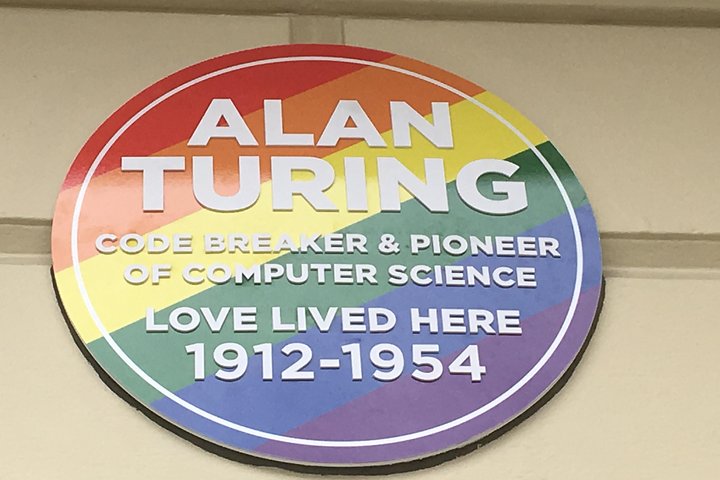 ALAN
TURING
CODE BREAKER & PIONEER
OF COMPUTER SCIENCE
LOVE LIVED HERE
1912-1954